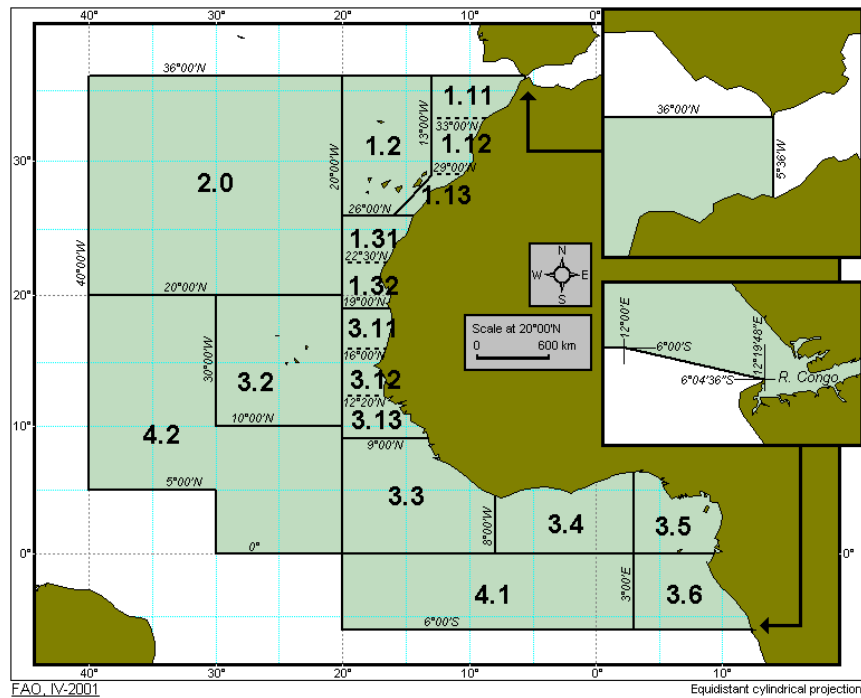 40° 30° 20° 10° 0°
0°
36°00'N
1.11
33°00'N
13°00'W
1.2
1.12
29°00'N
1.13
30°
20°00'W
2.0
26°00'N
1.31
22°30'N
40°00'W
1.32
20°
20°00'N
19°00'N
3.11
16°00'N
30°00'W
3.2
3.12
12°20'N
3.13
10°00'N
10°
9°00'N
4.2
5°00'N
3.3
8°00'W
3.4
3.5
0°
0°
0°
3°00'E
4.1
3.6
6°00'S
40° 30° 20° 10° 0° 10°
N
W E
S
Scale at 20°00'N
0 600 km
36°00'N
5°36'W
12°00'E
12°19'48"E
6°00'S
6°04'36"S
R. Congo
FAO, IV-2001
Equidistant cylindrical projection